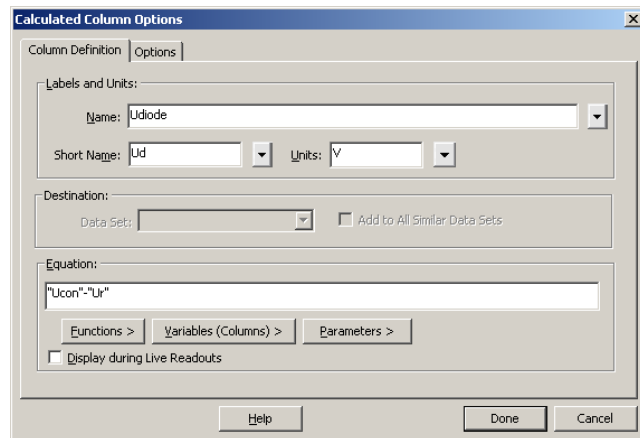 Calculated Column Options
Column Definition Options
Labels and Units:
Name: Udiode
Short Name: Ud Units: V
Destination:
Data Set: Add to All Similar Data Sets
Equation:
"Ucon"-"Ur"
Functions > Variables (Columns) > Parameters >
Display during Live Readouts
Help Done Cancel